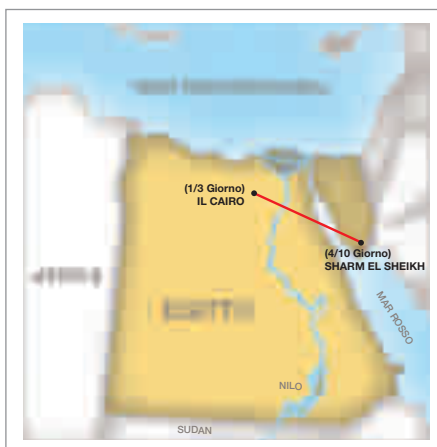 (1/3 Giorno)
IL CAIRO
(4/10 Giorno)
SHARM EL SHEIKH
MAR ROSSO
NILO
SUDAN